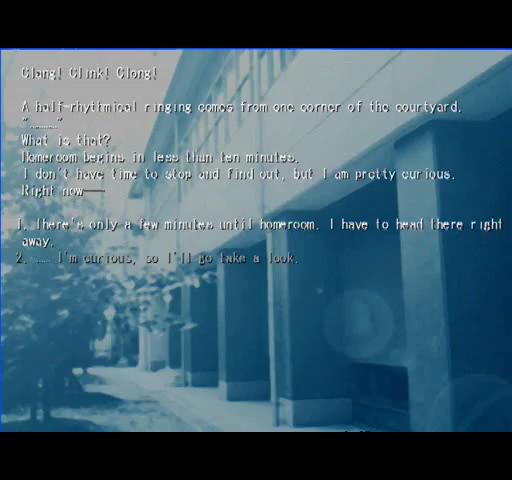 Clang! Clink! Clong!
A half-rhythmical ringing comes from one corner of the courtyard.
"………"
What is that?
Homeroom begins in less than ten minutes.
I don't have time to stop and find out, but I am pretty curious.
Right now──
1. There's only a few minutes until homeroom. I have to head there right
away.
2. …… I'm curious, so I'll go take a look.